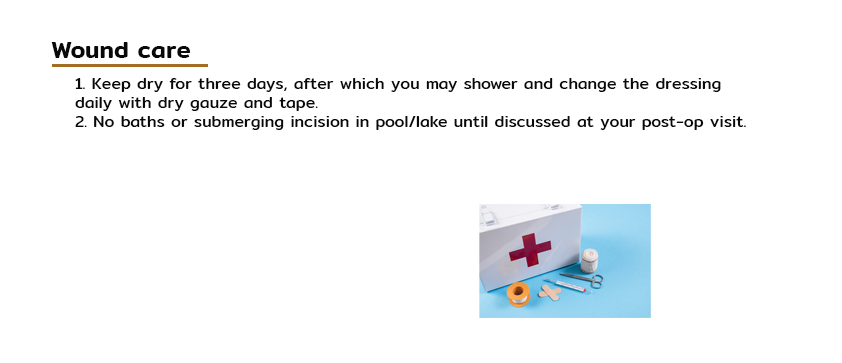 Wound care
1. Keep dry for three days, after which you may shower and change the dressing
daily with dry gauze and tape.
2. No baths or submerging incision in pool/lake until discussed at your post-op visit.